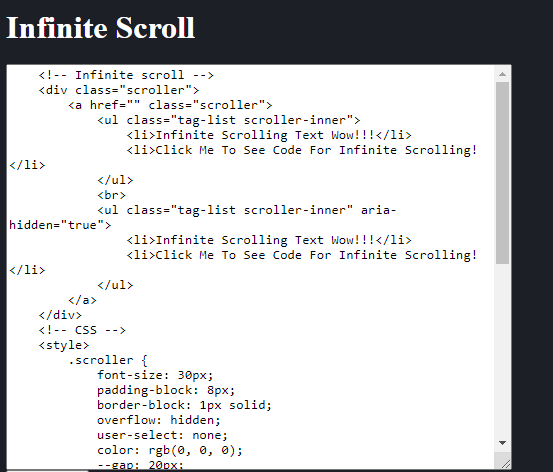 Infinite Scroll
<!-- Infinite scroll -->
<div class="scroller">
<a href="" class="scroller">
<ul class="tag-list scroller-inner">
<li>Infinite Scrolling Text Wow!!!</li>
<li>Click Me To See Code For Infinite Scrolling!
</li>
</ul>
<br>
<ul class="tag-list scroller-inner" aria-
hidden="true">
<li>Infinite Scrolling Text Wow!!!</li>
<li>Click Me To See Code For Infinite Scrolling!
</li>
</ul>
</a>
</div>
<!-- CSS -->
<style>
.scroller {
font-size: 30px;
padding-block: 8px;
border-block: 1px solid;
overflow: hidden;
user-select: none;
color: rgb(0, 0, 0);
--gap: 20px;